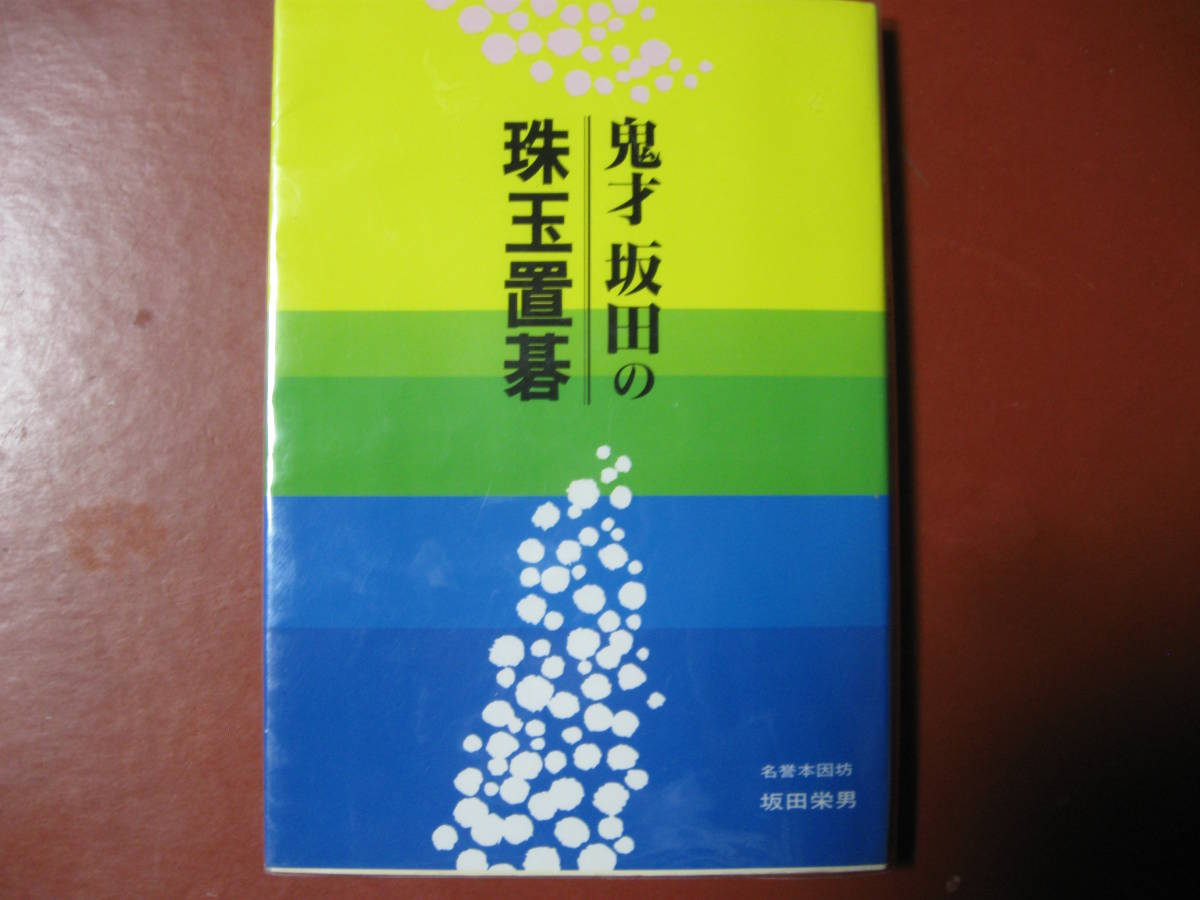 鬼才 坂田の
珠玉置碁
名誉本因坊
坂田栄男